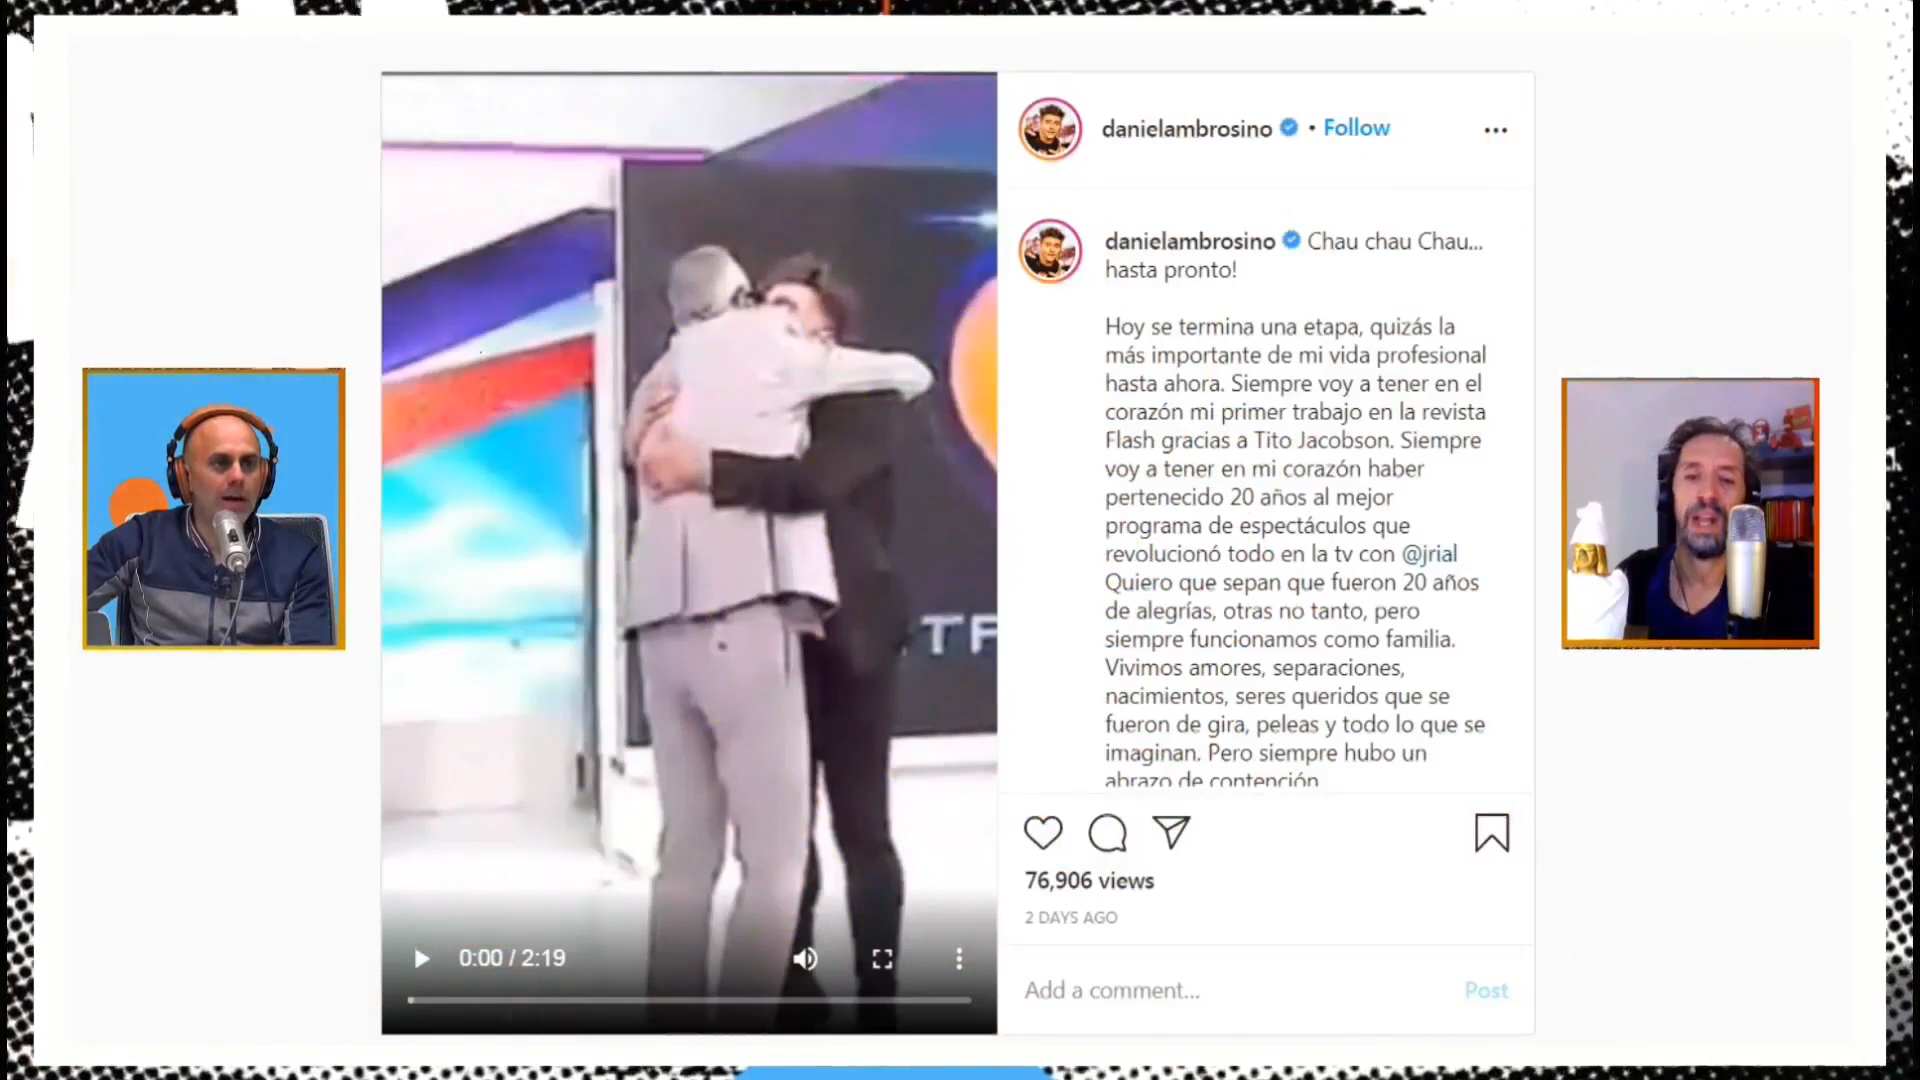 danielambrosino • Follow
danielambrosino Chau chau Chau...
hasta pronto!
Hoy se termina una etapa, quizás la
más importante de mi vida profesional
hasta ahora. Siempre voy a tener en el
corazón mi primer trabajo en la revista
Flash gracias a Tito Jacobson. Siempre
voy a tener en mi corazón haber
pertenecido 20 años al mejor
programa de espectáculos que
revolucionó todo en la tv con @jrial
Quiero que sepan que fueron 20 años
de alegrías, otras no tanto, pero
siempre funcionamos como familia.
Vivimos amores, separaciones,
nacimientos, seres queridos que se
fueron de gira, peleas y todo lo que se
imaginan. Pero siempre hubo un
abrazo de contención
76,906 views
2 DAYS AGO
0:00 / 2:19
Add a comment... Post